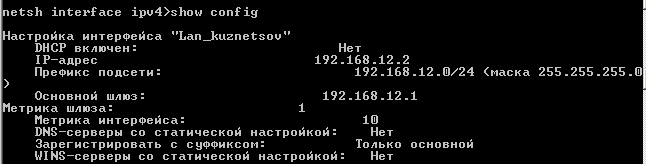 netsh interface ipv4>show config
Настройка интерфейса "Lan_kuznetsov"
DHCP включен: Нет
IP-адрес 192.168.12.2
Префикс подсети: 192.168.12.0/24 (маска 255.255.255.0
)
Основной шлюз: 192.168.12.1
Метрика шлюза: 1
Метрика интерфейса: 10
DNS-серверы со статической настройкой: Нет
Зарегистрировать с суффиксом: Только основной
WINS-серверы со статической настройкой: Нет